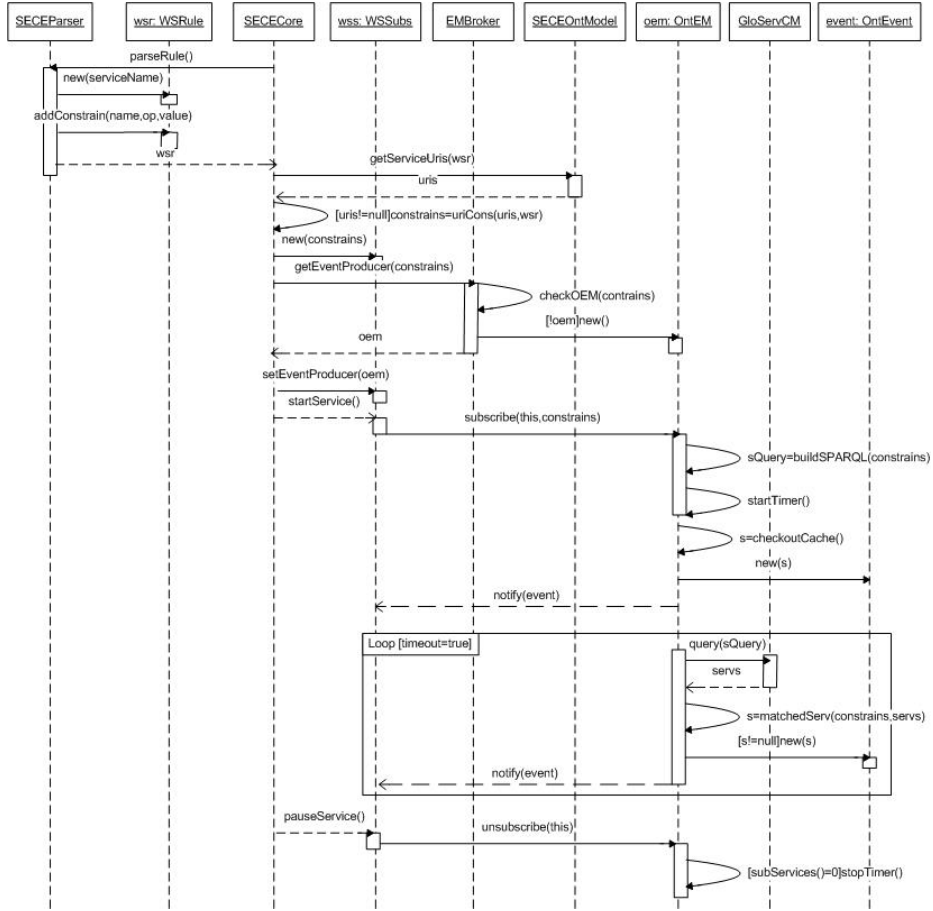 SECEParser
wsr: WSRule
SECECore
wss: WSSubs
EMBroker
SECEOntModel
oem: OntEM
GloServCM
event: OntEvent
parseRule()
new(serviceName)
addConstrain(name,op,value)
wsr
getServiceUris(wsr)
uris
[uris!=null]constrains=uriCons(uris,wsr)
new(constrains)
getEventProducer(constrains)
checkOEM(contrains)
[!oem]new()
oem
setEventProducer(oem)
startService()
subscribe(this,constrains)
sQuery=buildSPARQL(constrains)
startTimer()
s=checkoutCache()
new(s)
notify(event)
Loop [timeout=true]
query(sQuery)
servs
s=matchedServ(constrains,servs)
[s!=null]new(s)
notify(event)
pauseService()
unsubscribe(this)
[subServices()=0]stopTimer()